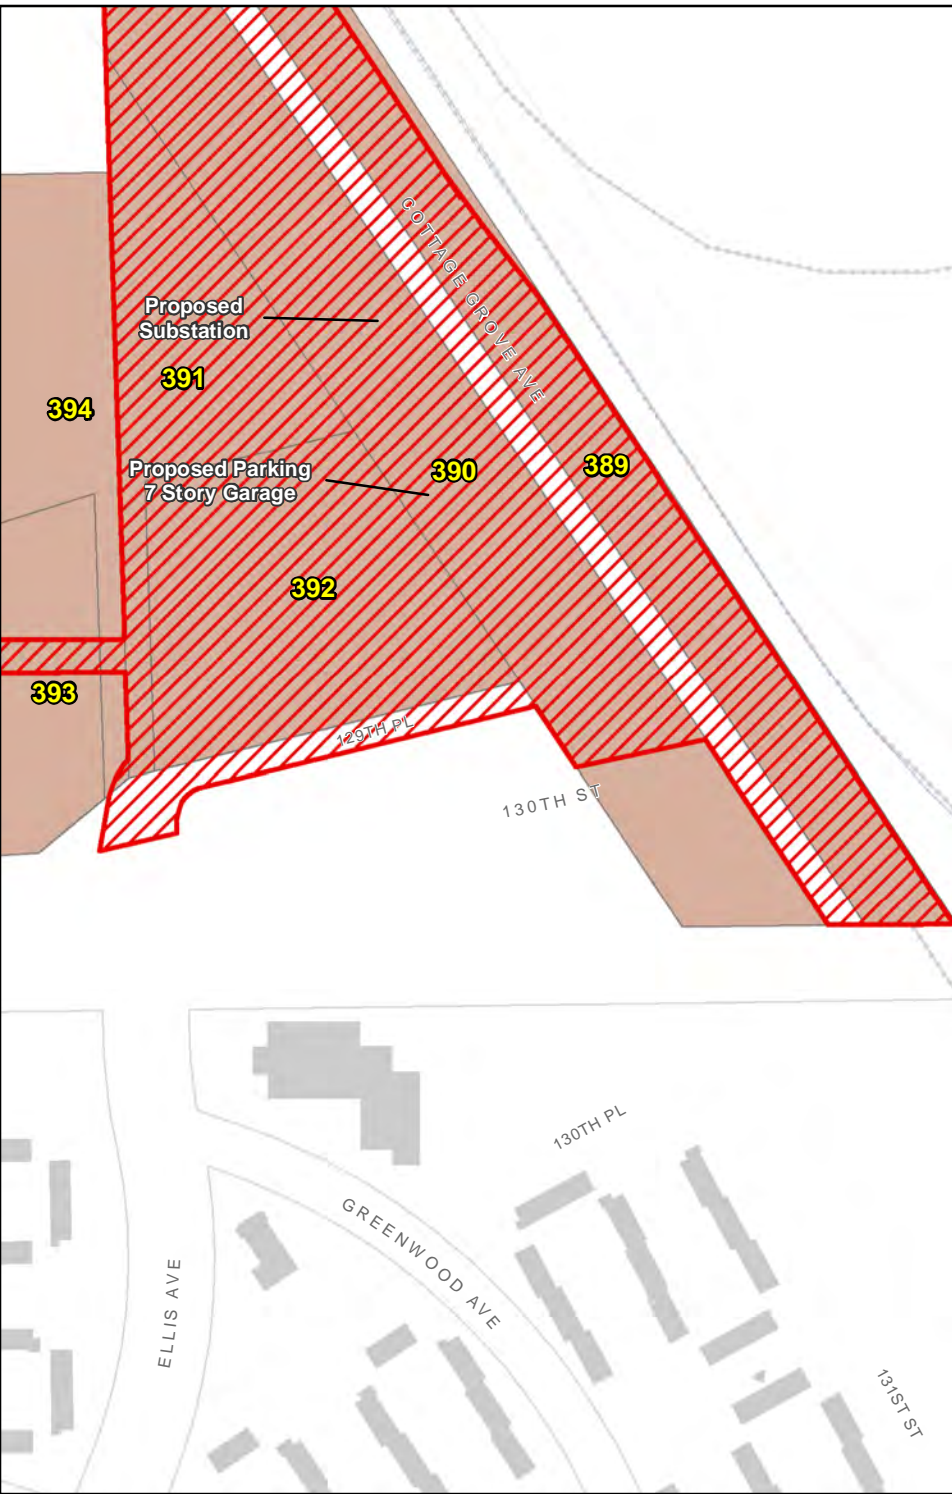 COTTAGE GROVE AVE
Proposed
Substation
391
394
Proposed Parking
7 Story Garage
390
389
392
393
129TH PL
130TH ST
130TH PL
GREENWOOD AVE
ELLIS AVE
131ST ST